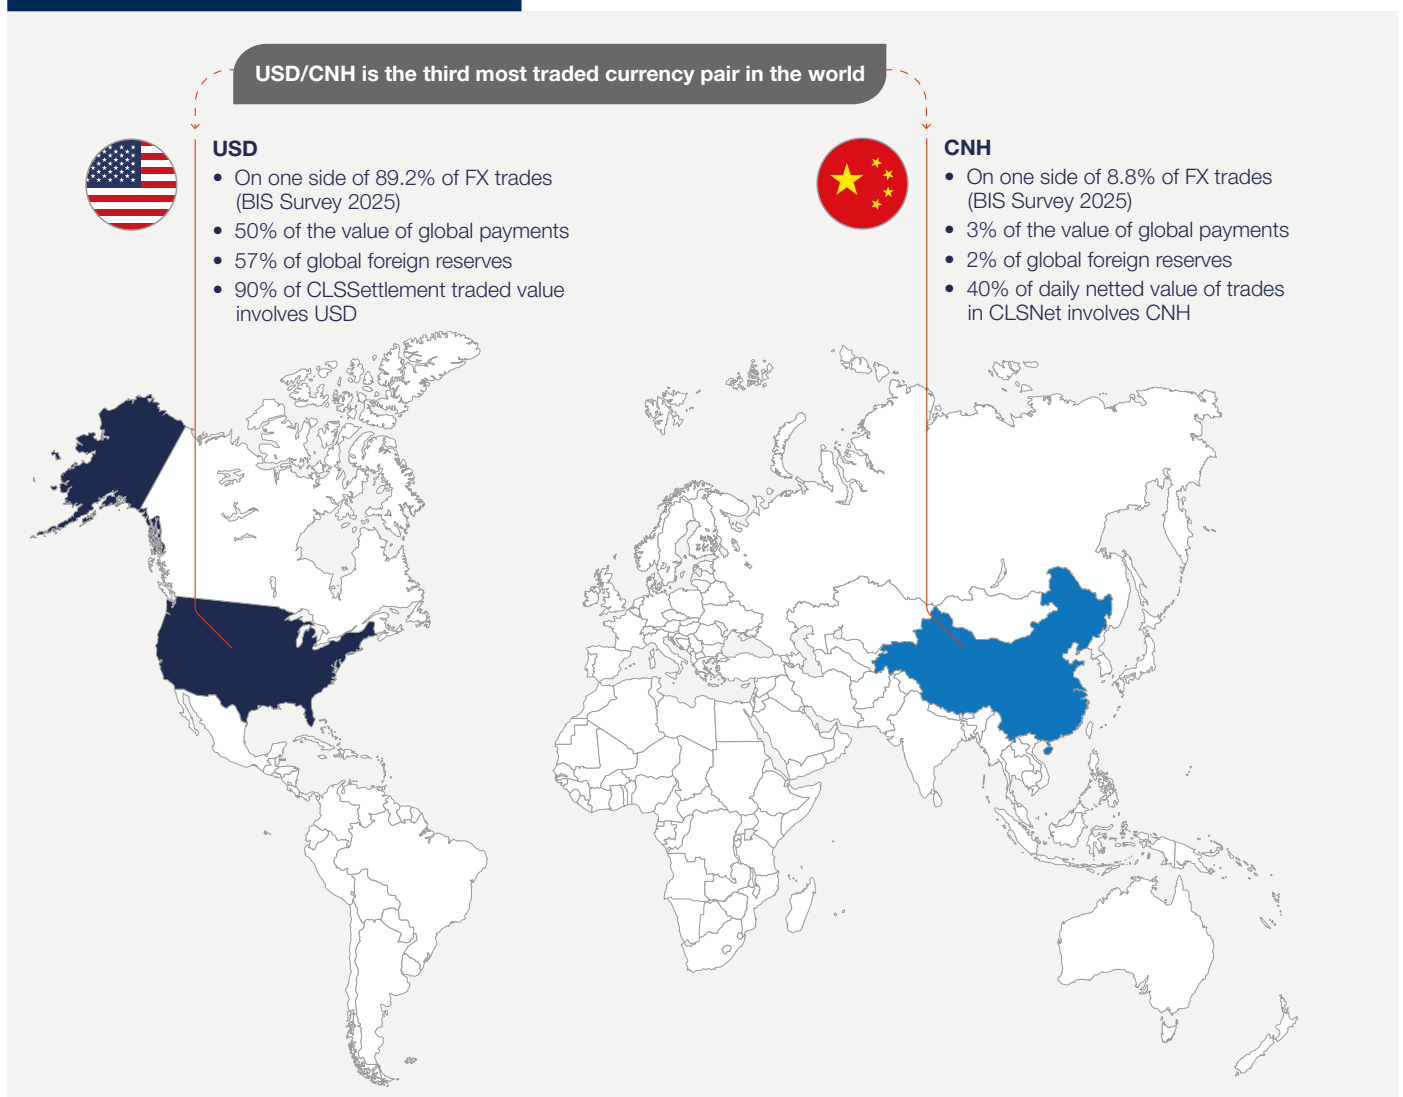 USD/CNH is the third most traded currency pair in the world
USD
• On one side of 89.2% of FX trades
(BIS Survey 2025)
• 50% of the value of global payments
• 57% of global foreign reserves
• 90% of CLSSettlement traded value
involves USD
CNH
• On one side of 8.8% of FX trades
(BIS Survey 2025)
• 3% of the value of global payments
• 2% of global foreign reserves
• 40% of daily netted value of trades
in CLSNet involves CNH